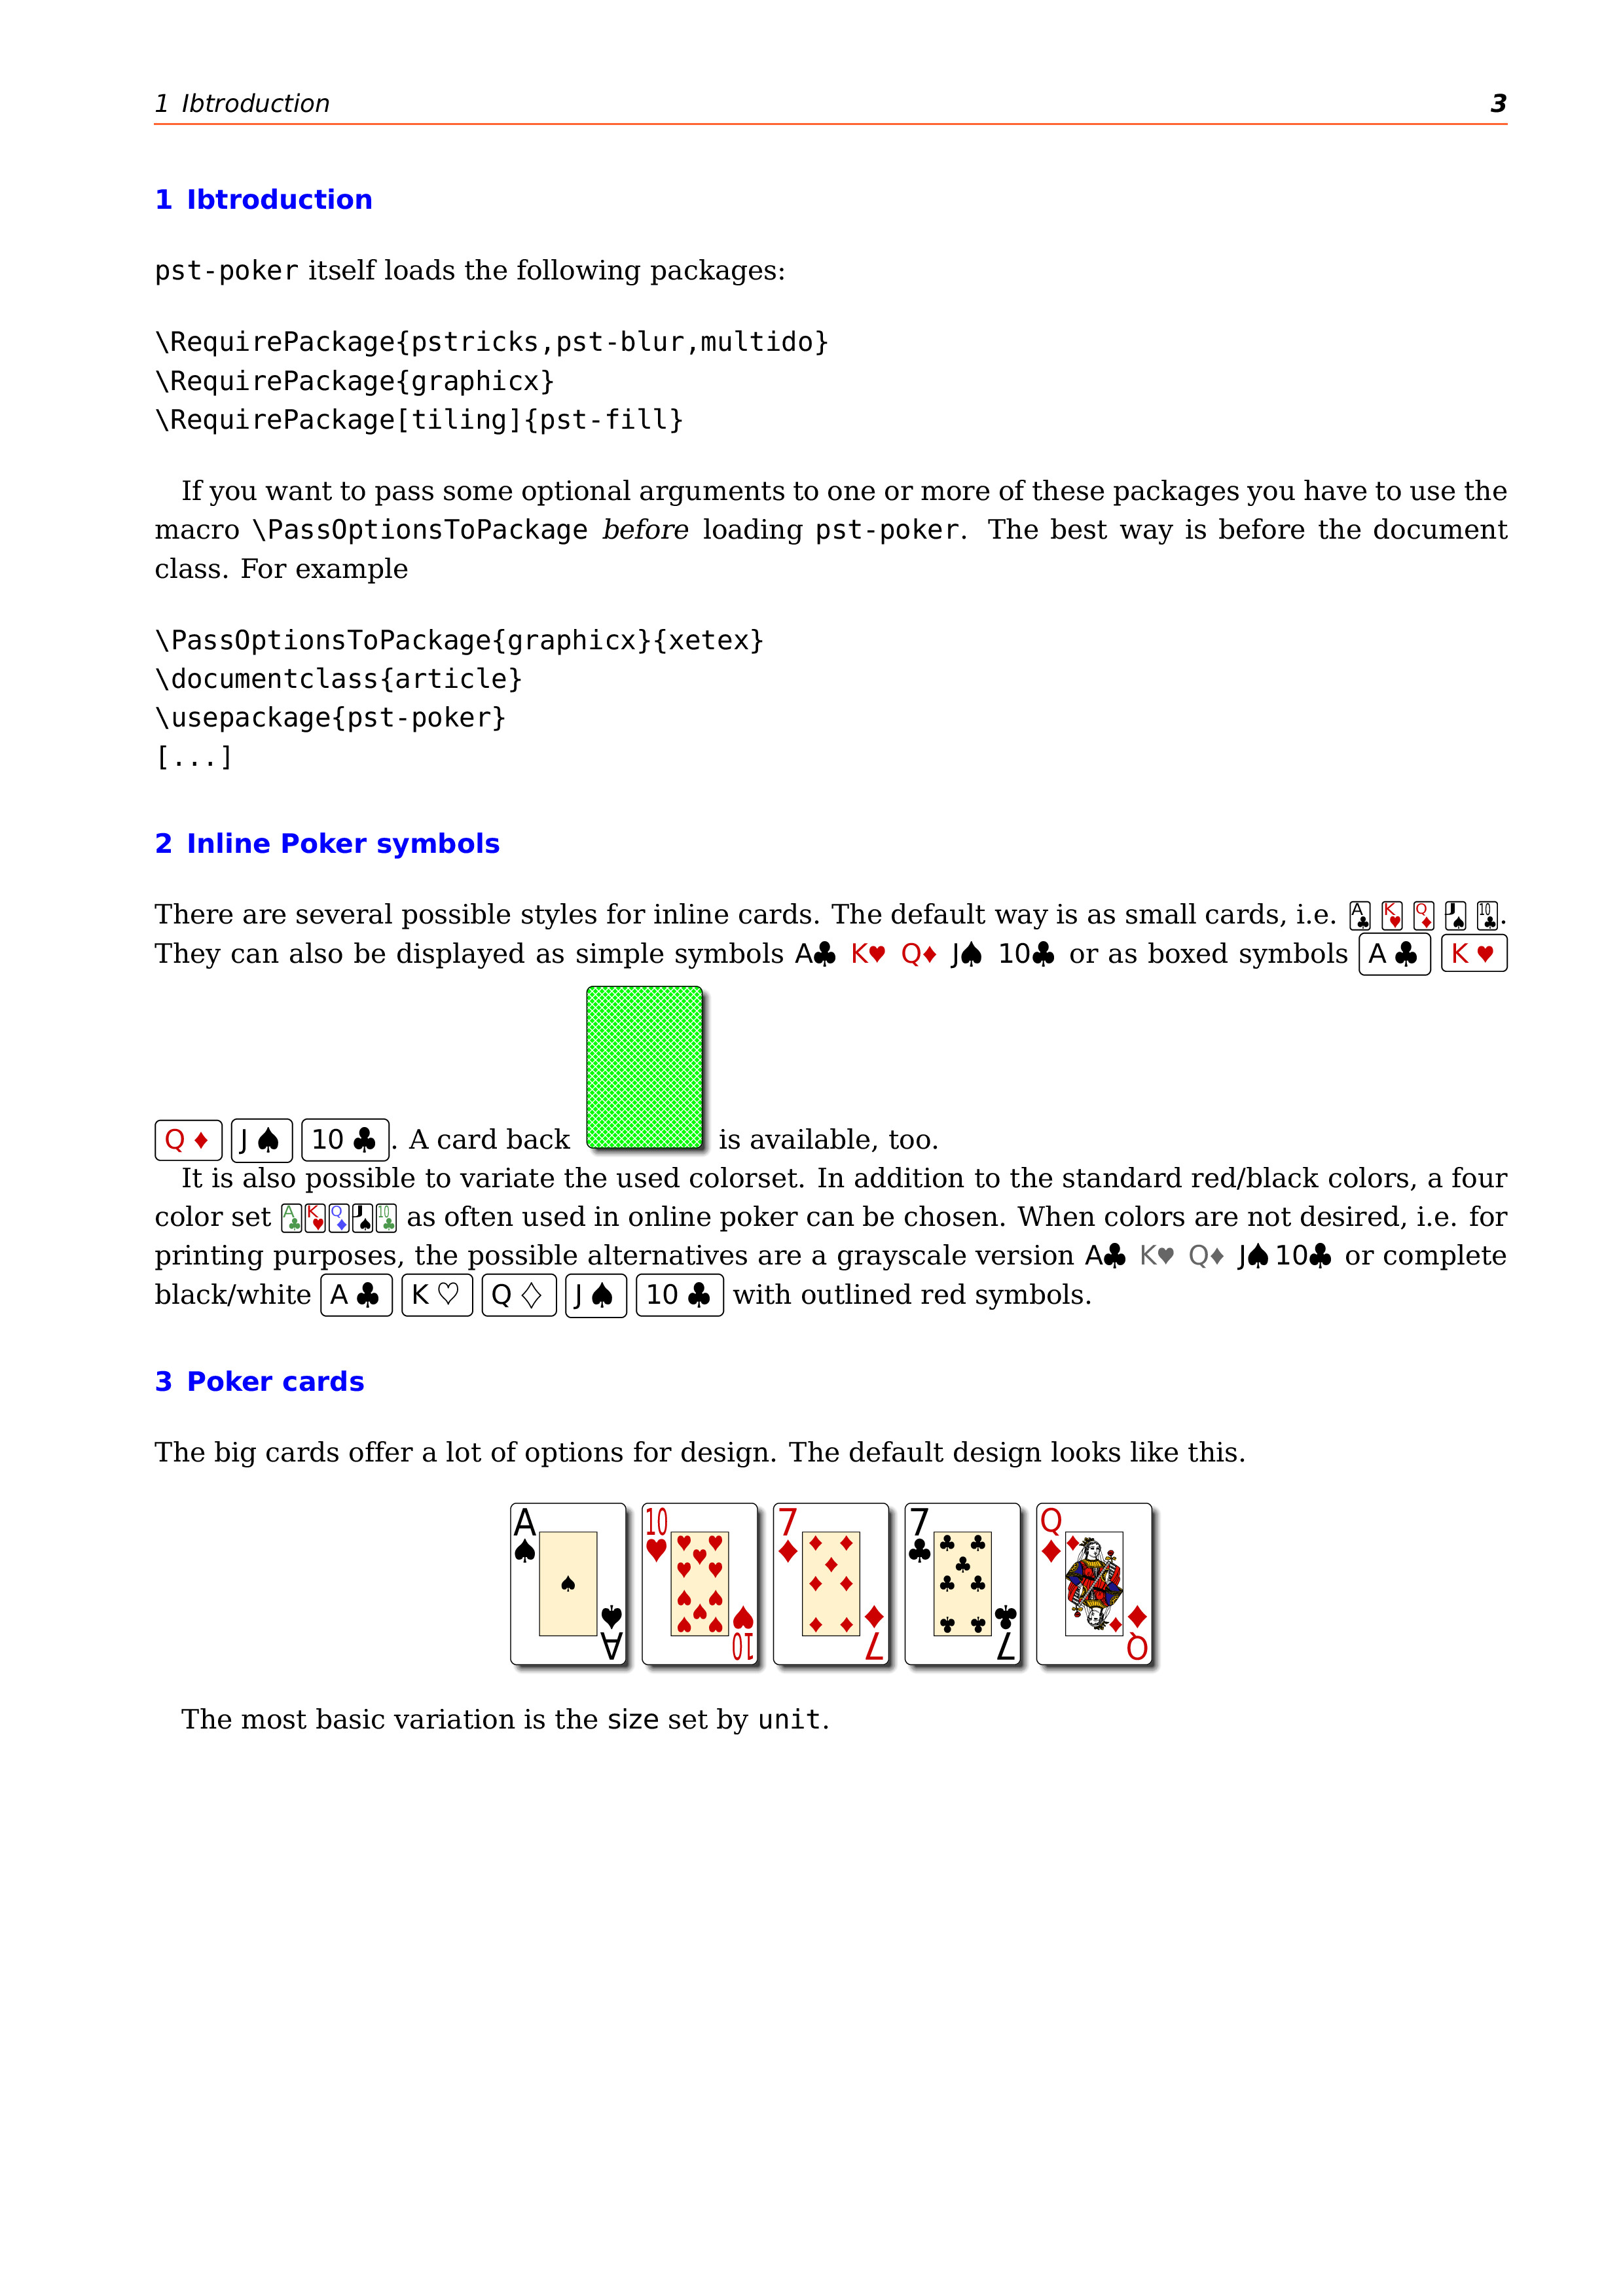 1 Ibtroduction 3
1 Ibtroduction
pst-poker itself loads the following packages:
\RequirePackage{pstricks,pst-blur,multido}
\RequirePackage{graphicx}
\RequirePackage[tiling]{pst-fill}
If you want to pass some optional arguments to one or more of these packages you have to use the
macro \PassOptionsToPackage before loading pst-poker. The best way is before the document
class. For example
\PassOptionsToPackage{graphicx}{xetex}
\documentclass{article}
\usepackage{pst-poker}
[...]
2 Inline Poker symbols
There are several possible styles for inline cards. The default way is as small cards, i.e. A♣ K♥ Q♦ J♠ 10♣.
They can also be displayed as simple symbols A♣ K♥ Q♦ J♠ 10♣ or as boxed symbols A ♣ K ♥
Q ♦ J ♠ 10 ♣. A card back is available, too.
It is also possible to variate the used colorset. In addition to the standard red/black colors, a four
color set A♣ K♥ Q♦ J♠ 10♣ as often used in online poker can be chosen. When colors are not desired, i.e. for
printing purposes, the possible alternatives are a grayscale version A♣ K♥ Q♦ J♠ 10♣ or complete
black/white A ♣ K ♡ Q ♢ J ♠ 10 ♣ with outlined red symbols.
3 Poker cards
The big cards offer a lot of options for design. The default design looks like this.
A♠ 10♥ 7♦ 7♣ Q♦
A♠ 10♥ 7♦ 7♣ Q♦
The most basic variation is the size set by unit.